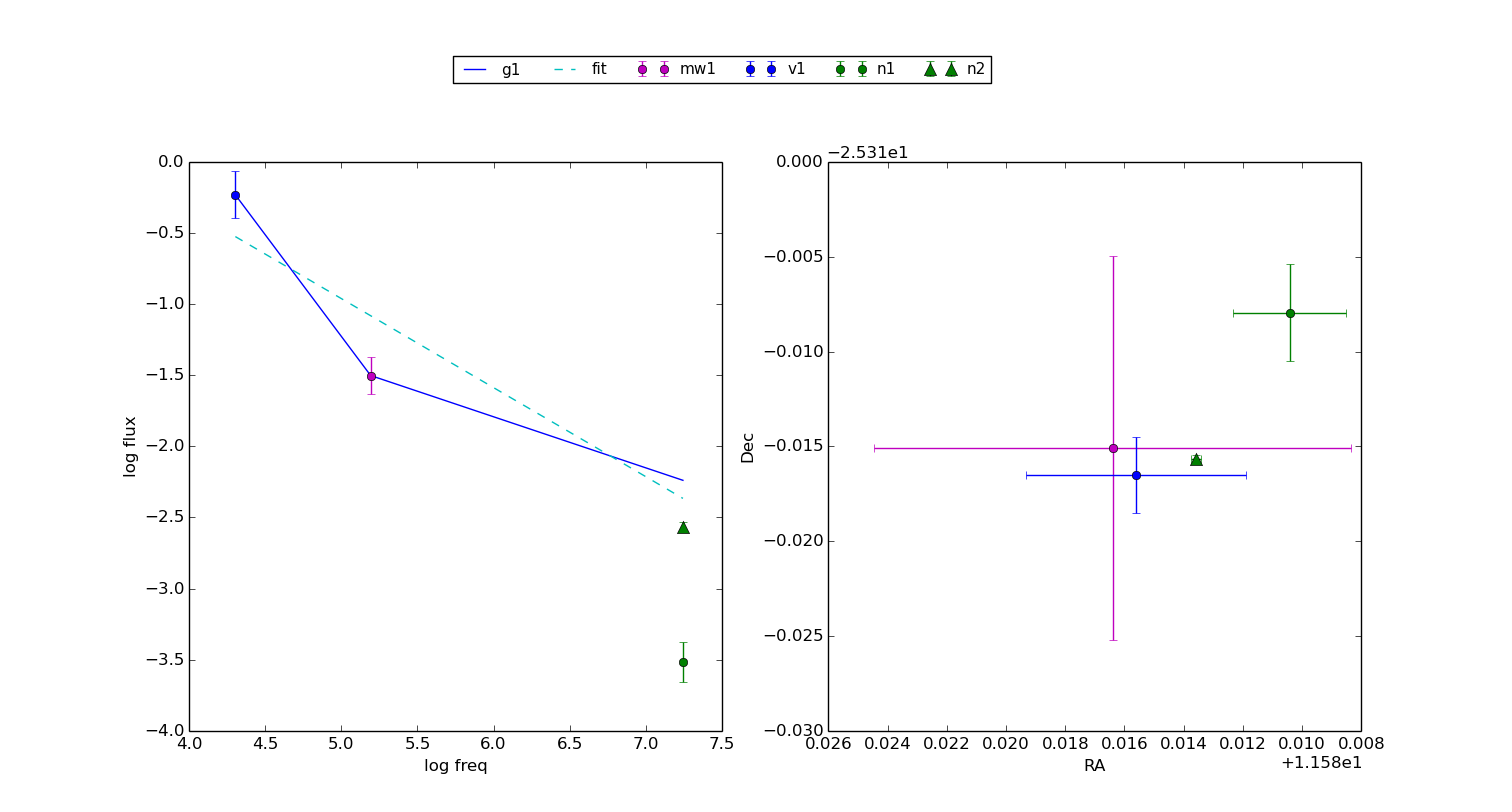 g1 fit mw1 v1 n1 n2
−2.531e1
0.0
−0.5
−1.0
−1.5
−2.0
−2.5
−3.0
−3.5
−4.0
log flux
4.0 4.5 5.0 5.5 6.0 6.5 7.0 7.5
log freq
0.000
−0.005
−0.010
−0.015
−0.020
−0.025
−0.030
Dec
0.026 0.024 0.022 0.020 0.018 0.016 0.014 0.012 0.010 0.008
RA
+1.158e1